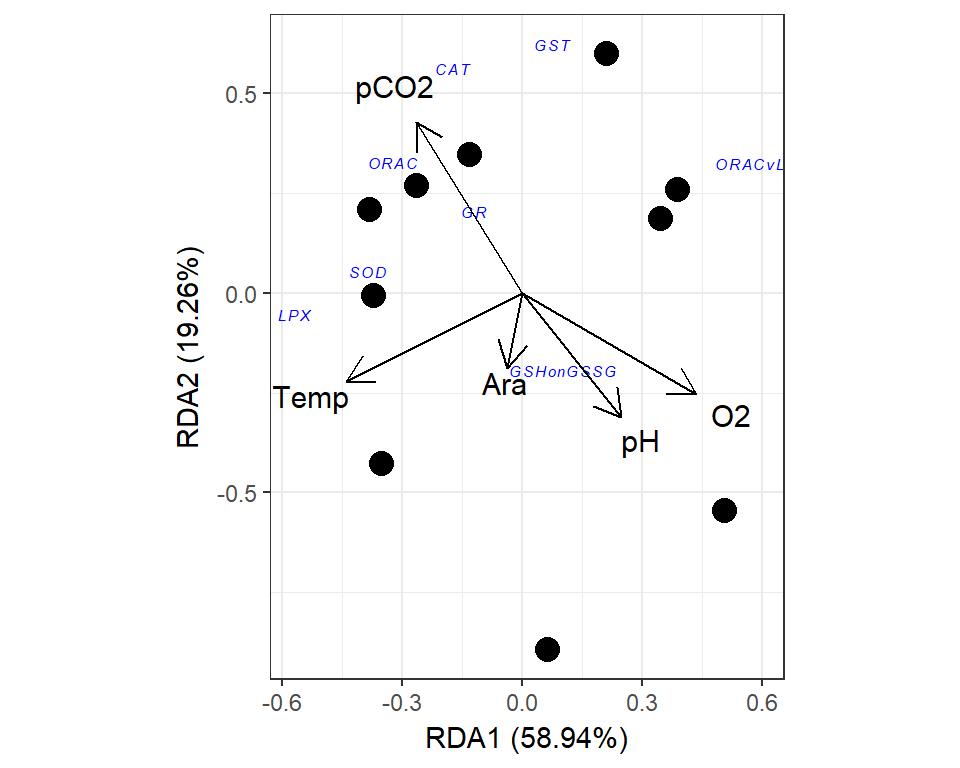 GST
CAT
pCO2
0.5
ORAC
ORACvL
GR
SOD
0.0
LPX
RDA2 (19.26%)
GSHonGSSG
Ara
Temp
O2
pH
-0.5
-0.6 -0.3 0.0 0.3 0.6
RDA1 (58.94%)